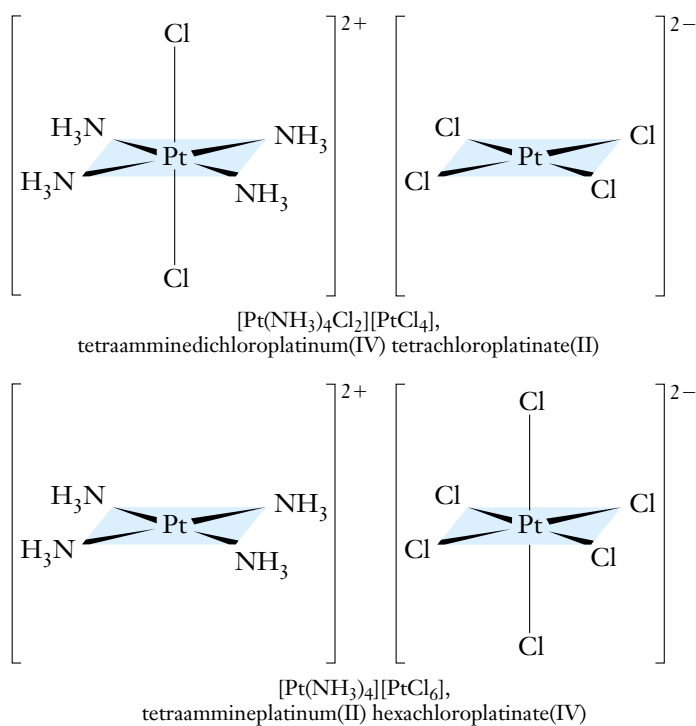 Cl
2+
2−
H₃N
NH₃
Cl
Cl
Pt
Pt
H₃N
NH₃
Cl
Cl
Cl
[Pt(NH₃)₄Cl₂][PtCl₄],
tetraamminedichloroplatinum(IV) tetrachloroplatinate(II)
2+
2−
Cl
H₃N
NH₃
Cl
Cl
Pt
Pt
H₃N
NH₃
Cl
Cl
Cl
[Pt(NH₃)₄][PtCl₆],
tetraammineplatinum(II) hexachloroplatinate(IV)